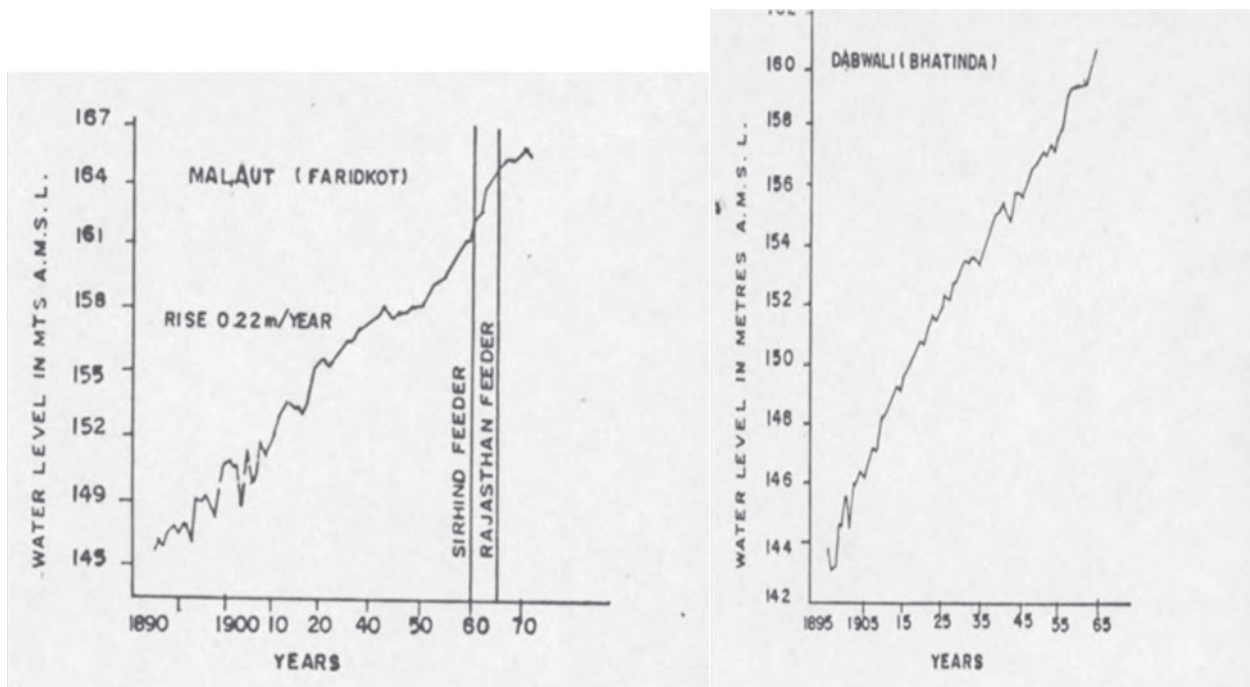 167
164
161
158
155
152
149
145
WATER LEVEL IN MTS A.M.S.L.
MALAUT (FARIDKOT)
RISE 0.22m/YEAR
SIRHIND FEEDER
RAJASTHAN FEEDER
1890 1900 10 20 40 50 60 70
YEARS
160
158
156
154
152
150
148
146
144
142
WATER LEVEL IN METRES A.M.S.L.
DABWALI (BHATINDA)
1895 1905 15 25 35 45 55 65
YEARS